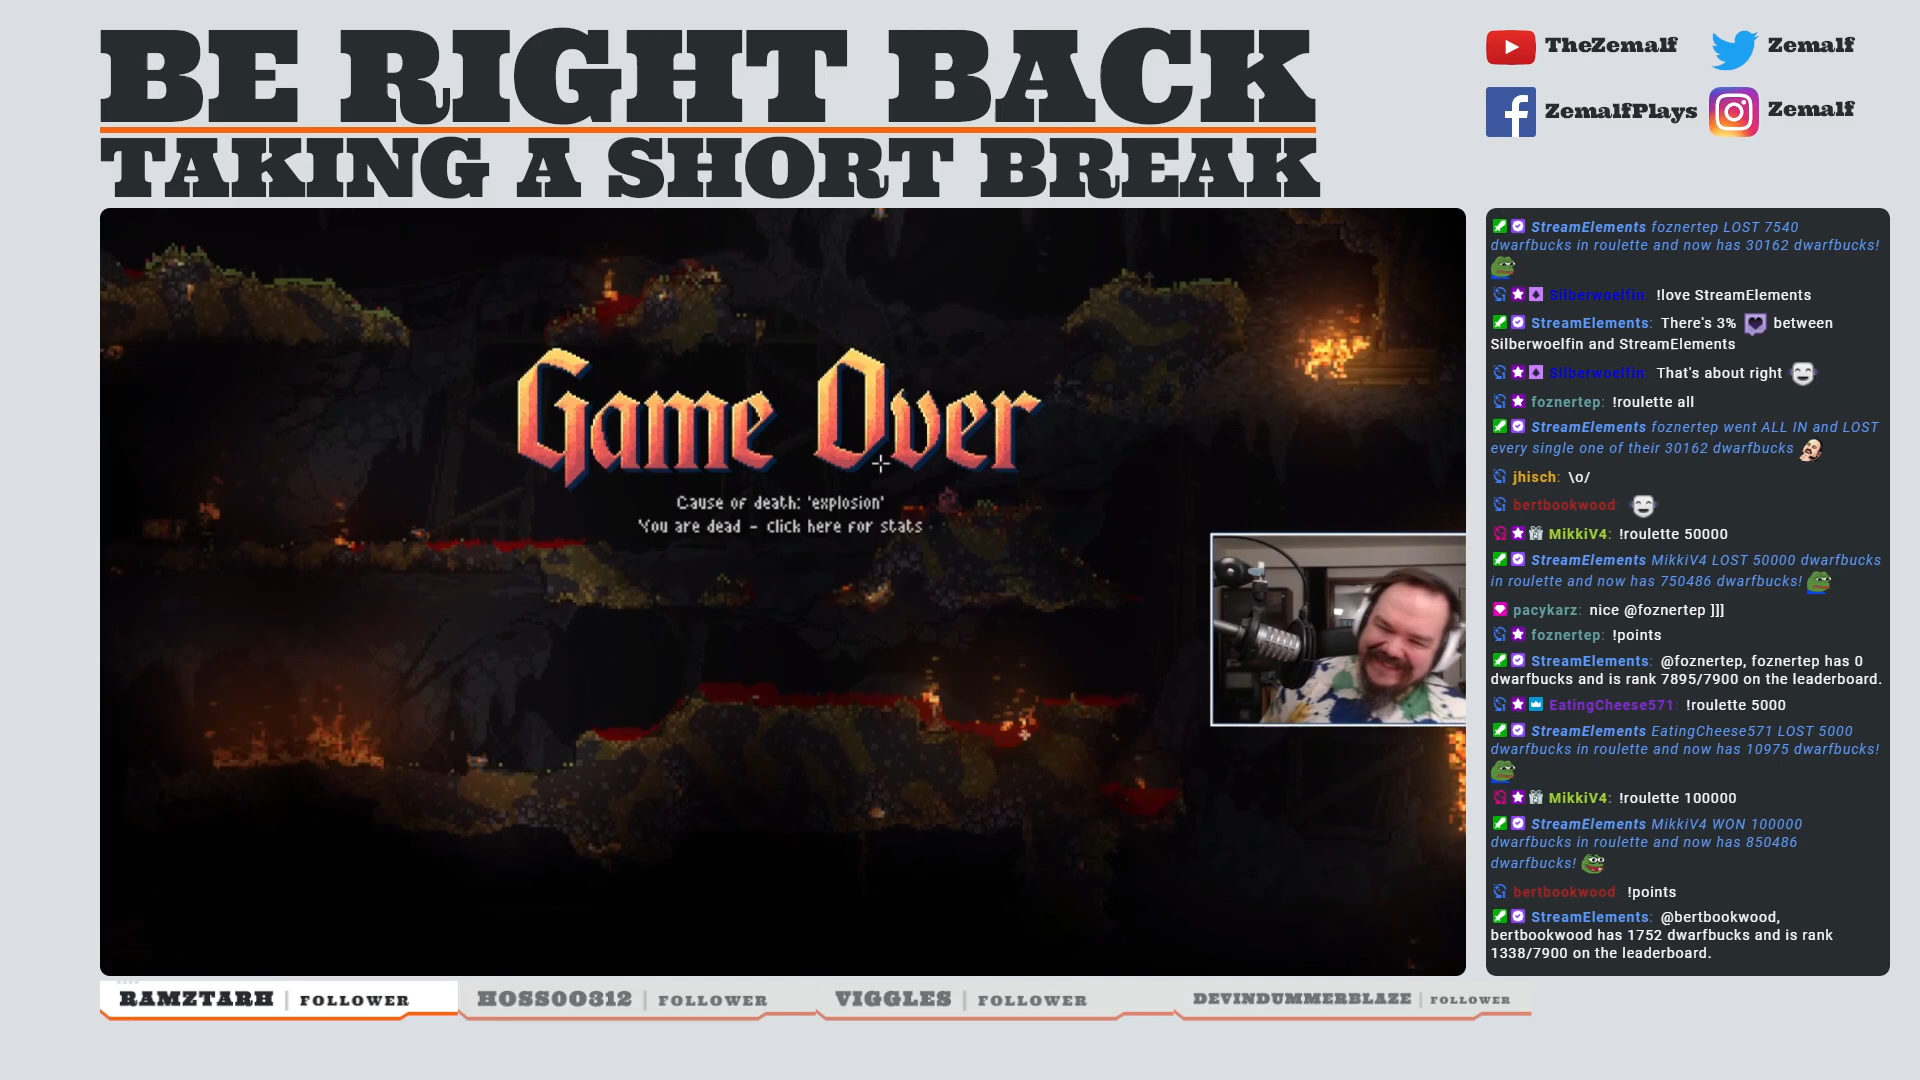 BE RIGHT BACK
TAKING A SHORT BREAK
TheZemalf
Zemalf
ZemalfPlays
Zemalf
Game Over
Cause of death: 'explosion'
You are dead - click here for stats
StreamElements foznertep LOST 7540
dwarfbucks in roulette and now has 30162 dwarfbucks!
Silberwoelfin: !love StreamElements
StreamElements: There's 3% between
Silberwoelfin and StreamElements
Silberwoelfin: That's about right
foznertep: !roulette all
StreamElements foznertep went ALL IN and LOST
every single one of their 30162 dwarfbucks
jhisch: \o/
bertbookwood:
MikkiV4: !roulette 50000
StreamElements MikkiV4 LOST 50000 dwarfbucks
in roulette and now has 750486 dwarfbucks!
pacykarz: nice @foznertep ]]]
foznertep: !points
StreamElements: @foznertep, foznertep has 0
dwarfbucks and is rank 7895/7900 on the leaderboard.
EatingCheese571: !roulette 5000
StreamElements EatingCheese571 LOST 5000
dwarfbucks in roulette and now has 10975 dwarfbucks!
MikkiV4: !roulette 100000
StreamElements MikkiV4 WON 100000
dwarfbucks in roulette and now has 850486
dwarfbucks!
bertbookwood: !points
StreamElements: @bertbookwood,
bertbookwood has 1752 dwarfbucks and is rank
1338/7900 on the leaderboard.
RAMZTARH | FOLLOWER
HOSS00312 | FOLLOWER
VIGGLES | FOLLOWER
DEVINDUMMERBLAZE | FOLLOWER